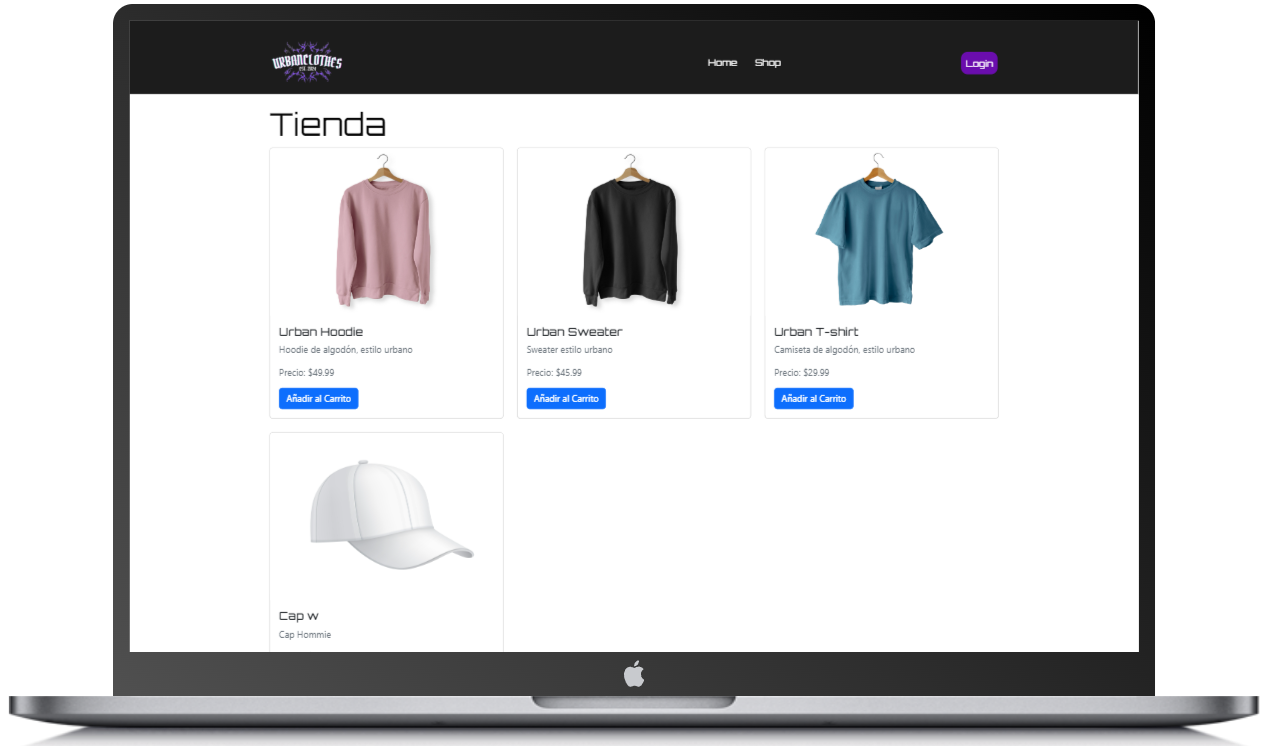 URBANCLOTHES
EST. 2024
Home
Shop
Login
Tienda
Urban Hoodie
Hoodie de algodón, estilo urbano
Precio: $49.99
Añadir al Carrito
Urban Sweater
Sweater estilo urbano
Precio: $45.99
Añadir al Carrito
Urban T-shirt
Camiseta de algodón, estilo urbano
Precio: $29.99
Añadir al Carrito
Cap w
Cap Hommie